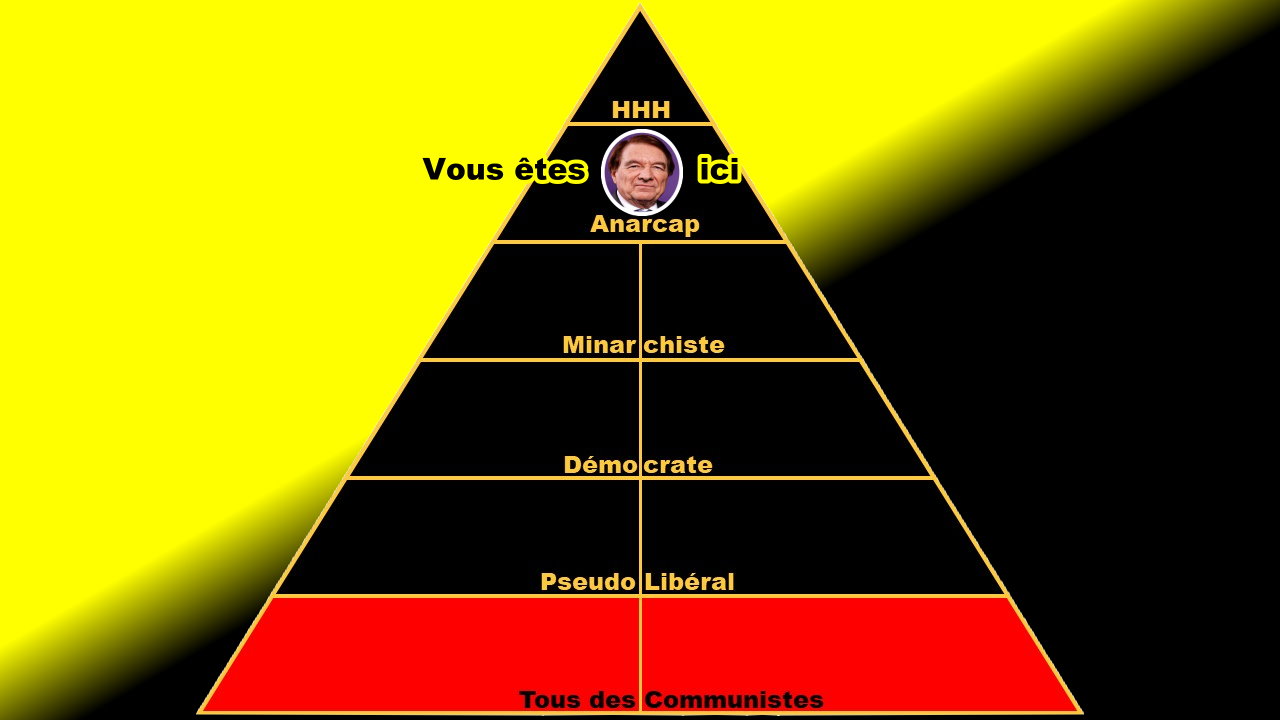 HHH
Vous êtes ici
Anarcap
Minarchiste
Démocrate
Pseudo Libéral
Tous des Communistes